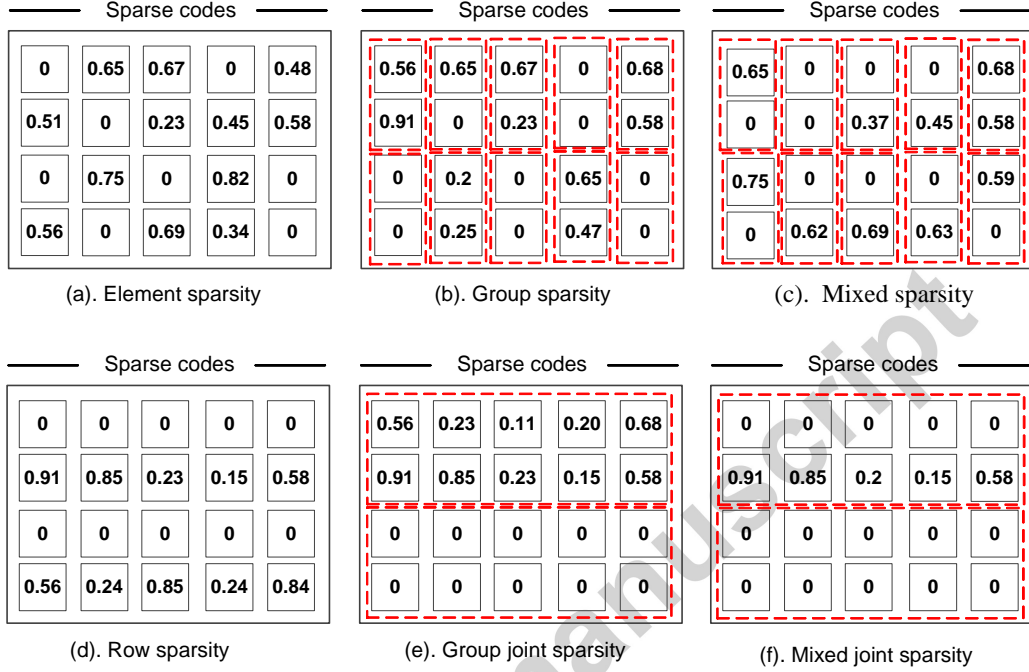 Sparse codes Sparse codes Sparse codes
0 0.65 0.67 0 0.48 0.56 0.65 0.67 0 0.68 0.65 0 0 0 0.68
0.51 0 0.23 0.45 0.58 0.91 0 0.23 0 0.58 0 0 0.37 0.45 0.58
0 0.75 0 0.82 0 0 0.2 0 0.65 0 0.75 0 0 0 0.59
0.56 0 0.69 0.34 0 0 0.25 0 0.47 0 0 0.62 0.69 0.63 0
(a). Element sparsity (b). Group sparsity (c). Mixed sparsity
Sparse codes Sparse codes Sparse codes
0 0 0 0 0 0.56 0.23 0.11 0.20 0.68 0 0 0 0 0
0.91 0.85 0.23 0.15 0.58 0.91 0.85 0.23 0.15 0.58 0.91 0.85 0.2 0.15 0.58
0 0 0 0 0 0 0 0 0 0 0 0 0 0 0
0.56 0.24 0.85 0.24 0.84 0 0 0 0 0 0 0 0 0 0
(d). Row sparsity (e). Group joint sparsity (f). Mixed joint sparsity
anuscript